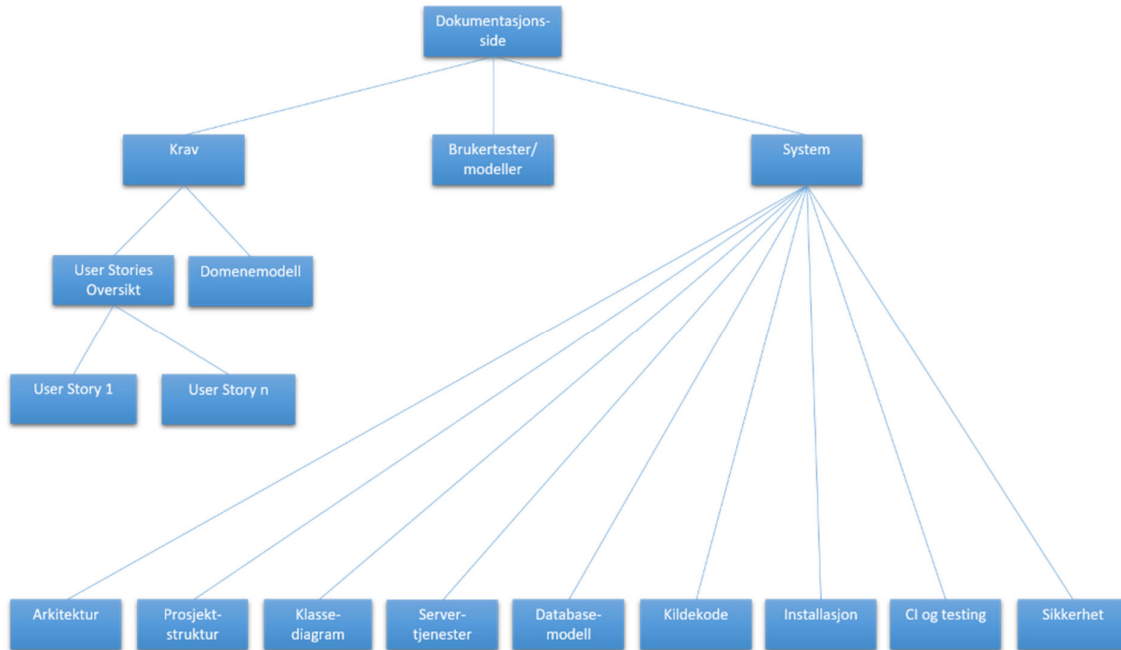 Dokumentasjons-
side
Krav
Brukertester/
modeller
System
User Stories
Oversikt
Domenemodell
User Story 1
User Story n
Arkitektur
Prosjekt-
struktur
Klasse-
diagram
Server-
tjenester
Database-
modell
Kildekode
Installasjon
CI og testing
Sikkerhet